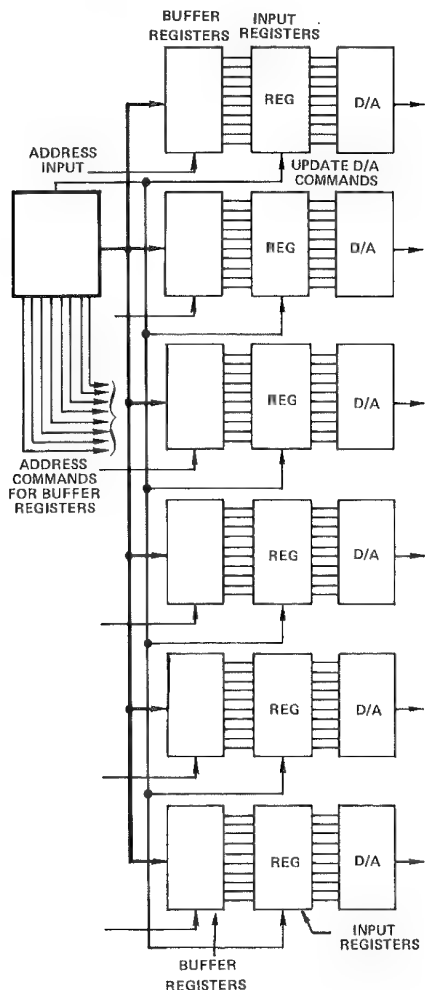 BUFFER
REGISTERS
INPUT
REGISTERS
REG
D/A
ADDRESS
INPUT
UPDATE D/A
COMMANDS
REG
D/A
REG
D/A
ADDRESS
COMMANDS
FOR BUFFER
REGISTERS
REG
D/A
REG
D/A
REG
D/A
INPUT
REGISTERS
BUFFER
REGISTERS